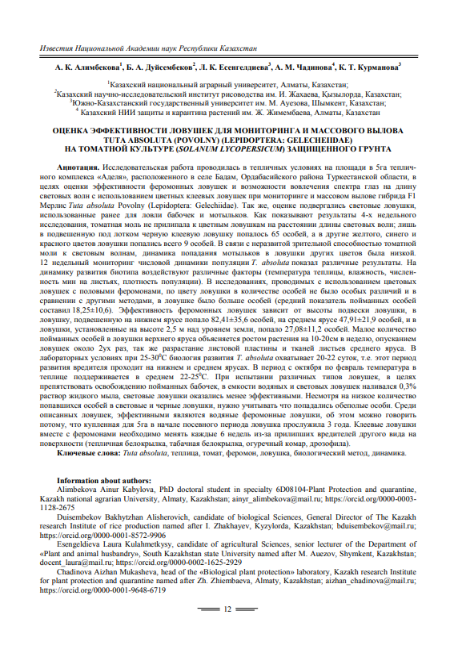 Известия Национальной Академии наук Республики Казахстан
А. К. Алимбекова¹, Б. А. Дуйсембеков², Л. К. Есенгелдиева³, А. М. Чадинова⁴, К. Т. Курманова²
¹Казахский национальный аграрный университет, Алматы, Казахстан;
²Казахский научно-исследовательский институт рисоводства им. И. Жахаева, Қызылорда, Казахстан;
³Южно-Казахстанский государственный университет им. М. Ауезова, Шымкент, Казахстан;
⁴ Казахский НИИ защиты и карантина растений им. Ж. Жимембаева, Алматы, Казахстан
ОЦЕНКА ЭФФЕКТИВНОСТИ ЛОВУШЕК ДЛЯ МОНИТОРИНГА И МАССОВОГО ВЫЛОВА
TUTA ABSOLUTA (POVOLNY) (LEPIDOPTERA: GELECHEIIDAE)
НА ТОМАТНОЙ КУЛЬТУРЕ (SOLANUM LYCOPERSICUM) ЗАЩИЩЕННОГО ГРУНТА
Аннотация. Исследовательская работа проводилась в тепличных условиях на площади в 5га теплич-
ного комплекса «Адели», расположенного в селе Бадам, Ордабасийского района Туркестанской области, в
целях оценки эффективности феромонных ловушек и возможности вовлечения спектра глаз на длину
световых волн с использованием цветных клеевых ловушек при мониторинге и массовом вылове гибрида F1
Мерлис Tuta absoluta Povolny (Lepidoptera: Gelechiidae). Так же, оценке подвергались световые ловушки,
использованные ранее для ловли бабочек и мотыльков. Как показывают результаты 4-х недельного
исследования, томатная моль не прилипала к цветным ловушкам на расстоянии длины световых волн; лишь
в подвешенную под лотком черную клеевую ловушку попалось 65 особей, а в другие желтого, синего и
красного цветов ловушки попались всего 9 особей. В связи с неразвитой зрительной способностью томатной
моли к световым волнам, динамика попадания мотыльков в ловушки других цветов была низкой.
12 недельный мониторинг числовой динамики популяции T. absoluta показал различные результаты. На
динамику развития биотипа воздействуют различные факторы (температура теплицы, влажность, числен-
ность мин на листьях, плотность популяций). В исследованиях, проводимых с использованием цветовых
ловушек с половыми феромонами, по цвету ловушки в количестве особей не было особых различий и в
сравнении с другими методами, в ловушке было больше особей (средний показатель пойманных особей
составил 18,25±10,6). Эффективность феромонных ловушек зависит от высоты подвески ловушки, в
ловушку, подвешенную на нижнем ярусе попало 82,41±35,6 особей, на среднем ярусе 47,91±21,9 особей, и в
ловушки, установленные на высоте 2,5 м над уровнем земли, попало 27,08±11,2 особей. Малое количество
пойманных особей в ловушки верхнего яруса объясняется ростом растения на 10-20см в неделю, опусканием
ловушек около 2ух раз, так же разрастание листовой пластины и тканей листьев среднего яруса. В
лабораторных условиях при 25-30⁰С биология развития T. absoluta охватывает 20-22 суток, т.е. этот период
развития вредителя проходит на нижнем и среднем ярусах. В период с октября по февраль температура в
теплице поддерживается в среднем 22-25⁰С. При испытании различных типов ловушек, в целях
препятствовать освобождению пойманных бабочек, в емкости водяных и световых ловушек наливался 0,3%
раствор жидкого мыла, световые ловушки оказались менее эффективными. Несмотря на низкое количество
попавшихся особей в световые и черные ловушки, нужно учитывать что попадались обеполые особи. Среди
описанных ловушек, эффективными являются водяные феромонные ловушки, об этом можно говорить
потому, что купленная для 5га в начале посевного периода ловушка прослужила 3 года. Клеевые ловушки
вместе с феромонами необходимо менять каждые 6 недель из-за прилипших вредителей другого вида на
поверхности (тепличная белокрылка, табачная белокрылка, огуречный комар, дрозофила).
Ключевые слова: Tuta absoluta, теплица, томат, феромон, ловушка, биологический метод, динамика.
Information about authors:
Alimbekova Ainur Kabylova, PhD doctoral student in speciality 6D08104-Plant Protection and quarantine,
Kazakh national agrarian University, Almaty, Kazakhstan; ainyr_alimbekova@mail.ru; https://orcid.org/0000-0003-
1128-2675
Duisembekov Bakhytzhan Alisherovich, candidate of biological Sciences, General Director of The Kazakh
research Institute of rice production named after I. Zhakhayev, Kyzylorda, Kazakhstan; bduisembekov@mail.ru;
https://orcid.org/0000-0001-8572-9906
Esengeldieva Laura Kulahmetkysy, candidate of agricultural Sciences, senior lecturer of the Department of
«Plant and animal husbandry», South Kazakhstan state University named after M. Auezov, Shymkent, Kazakhstan;
docent_laura@mail.ru; https://orcid.org/0000-0002-1625-2929
Chadinova Aizhan Mukasheva, head of the «Biological plant protection» laboratory, Kazakh research Institute
for plant protection and quarantine named after Zh. Zhiembaeva, Almaty, Kazakhstan; aizhan_chadinova@mail.ru;
https://orcid.org/0000-0001-9648-6719
12